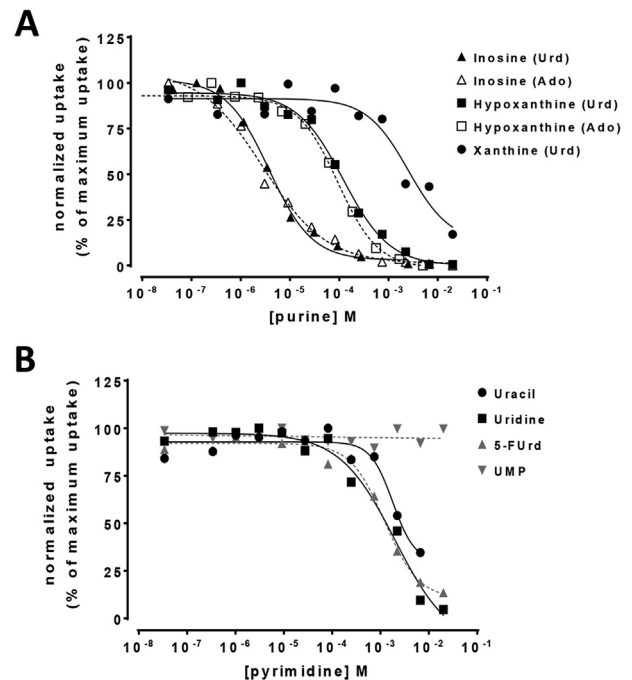 A
normalized uptake
(% of maximum uptake)
125
100
75
50
25
0
10-8 10-7 10-6 10-5 10-4 10-3 10-2 10-1
[purine] M
Inosine (Urd)
Inosine (Ado)
Hypoxanthine (Urd)
Hypoxanthine (Ado)
Xanthine (Urd)
B
normalized uptake
(% of maximum uptake)
125
100
75
50
25
0
10-8 10-7 10-6 10-5 10-4 10-3 10-2 10-1
[pyrimidine] M
Uracil
Uridine
5-FUrd
UMP